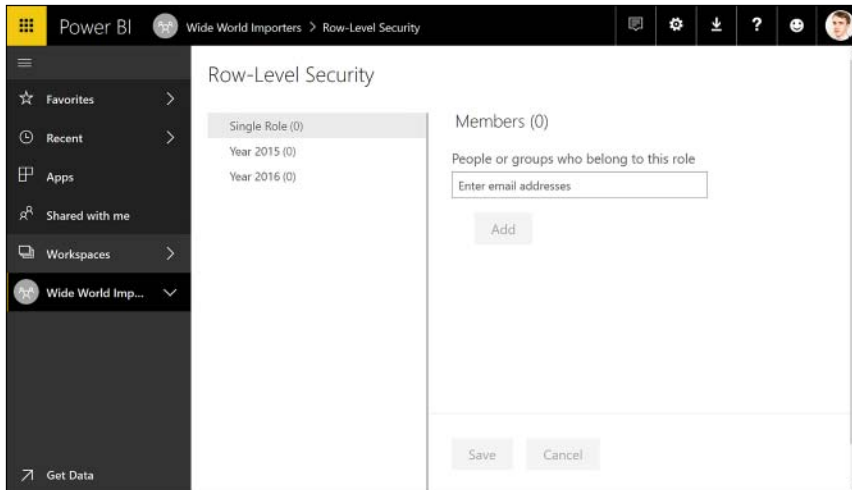 Power BI
Wide World Importers > Row-Level Security
?
Favorites
Recent
Apps
Shared with me
Workspaces
Wide World Imp...
Get Data
Row-Level Security
Single Role (0)
Year 2015 (0)
Year 2016 (0)
Members (0)
People or groups who belong to this role
Enter email addresses
Add
Save
Cancel